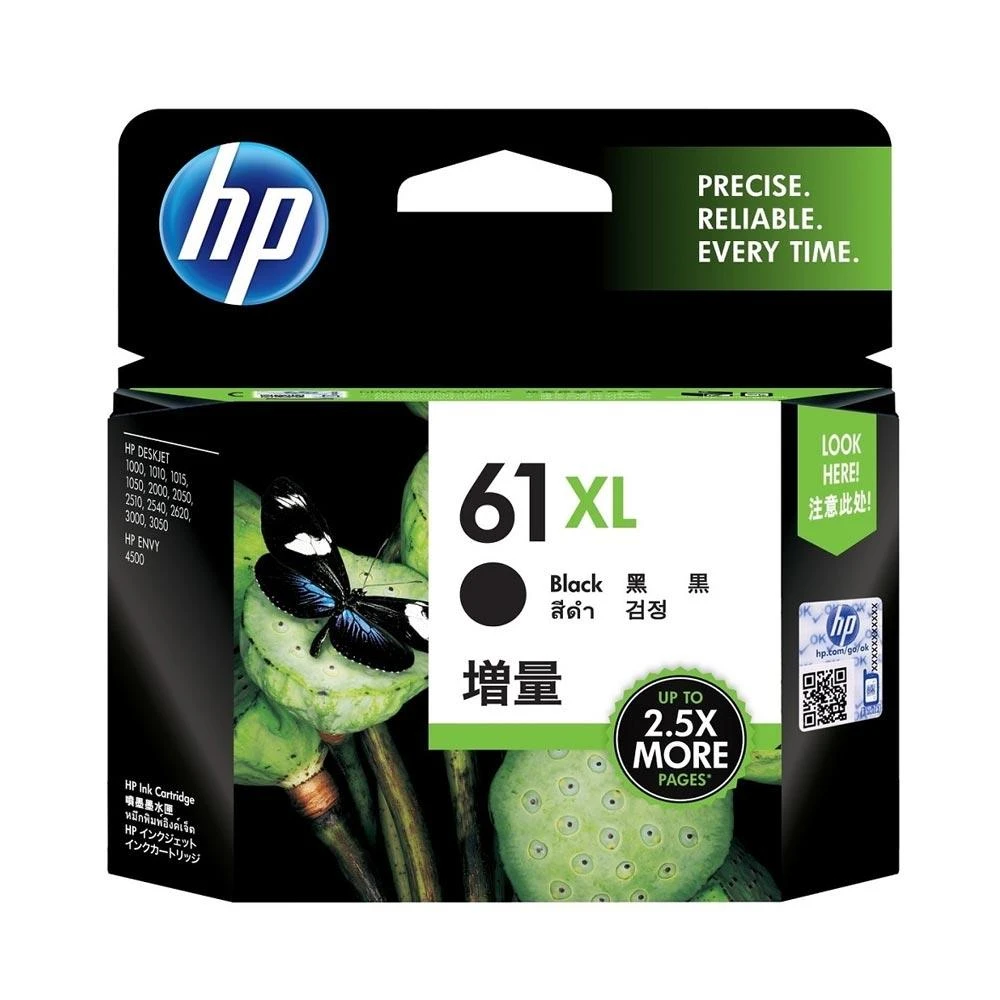 hp
PRECISE.
RELIABLE.
EVERY TIME.
HP DESKJET
1000, 1010, 1015,
1050, 2000, 2050,
2510, 2540, 2620,
3000, 3050
HP ENVY
4500
61XL
Black 黑 黒
สีดำ 검정
増量
UP TO
2.5X
MORE
PAGES*
LOOK
HERE!
注意此处!
hp
hp.com/go/ok
OK
XXXXXXXXXXX
HP Ink Cartridge
噴墨墨水匣
หมึกพิมพ์อิงค์เจ็ต
HP インクジェット
インクカートリッジ